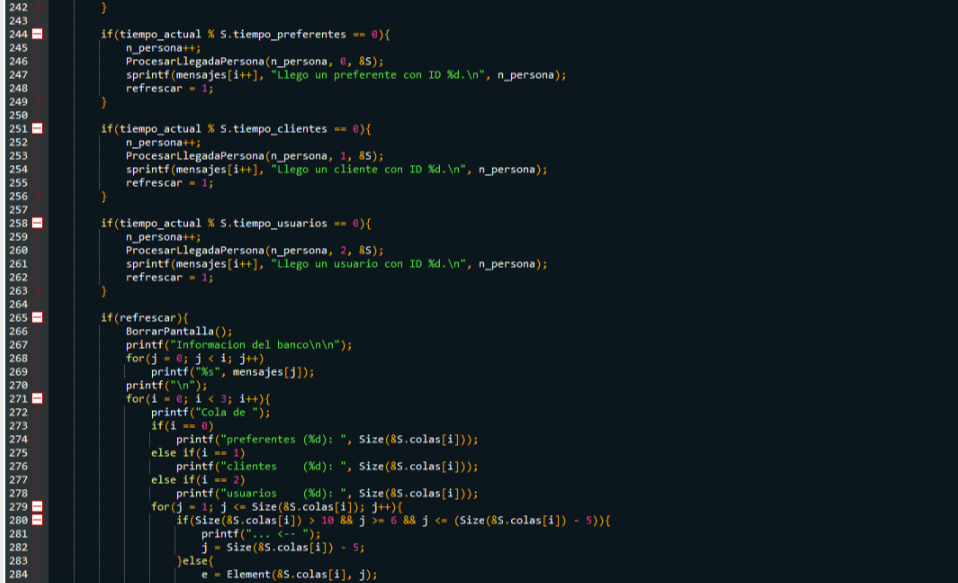 242 }
243
244 if(tiempo_actual % S.tiempo_preferentes == 0){
245 n_persona++;
246 ProcesarLlegadaPersona(n_persona, 0, &S);
247 sprintf(mensajes[i++], "Llego un preferente con ID %d.\n", n_persona);
248 refrescar = 1;
249 }
250
251 if(tiempo_actual % S.tiempo_clientes == 0){
252 n_persona++;
253 ProcesarLlegadaPersona(n_persona, 1, &S);
254 sprintf(mensajes[i++], "Llego un cliente con ID %d.\n", n_persona);
255 refrescar = 1;
256 }
257
258 if(tiempo_actual % S.tiempo_usuarios == 0){
259 n_persona++;
260 ProcesarLlegadaPersona(n_persona, 2, &S);
261 sprintf(mensajes[i++], "Llego un usuario con ID %d.\n", n_persona);
262 refrescar = 1;
263 }
264
265 if(refrescar){
266 BorrarPantalla();
267 printf("Informacion del banco\n\n");
268 for(j = 0; j < i; j++)
269 printf("%s", mensajes[j]);
270 printf("\n");
271 for(i = 0; i < 3; i++){
272 printf("Cola de ");
273 if(i == 0)
274 printf("preferentes (%d): ", Size(&S.colas[i]));
275 else if(i == 1)
276 printf("clientes    (%d): ", Size(&S.colas[i]));
277 else if(i == 2)
278 printf("usuarios    (%d): ", Size(&S.colas[i]));
279 for(j = 1; j <= Size(&S.colas[i]); j++){
280 if(Size(&S.colas[i]) > 10 && j >= 6 && j <= (Size(&S.colas[i]) - 5)){
281 printf("... <-- ");
282 j = Size(&S.colas[i]) - 5;
283 }else{
284 e = Element(&S.colas[i], j);